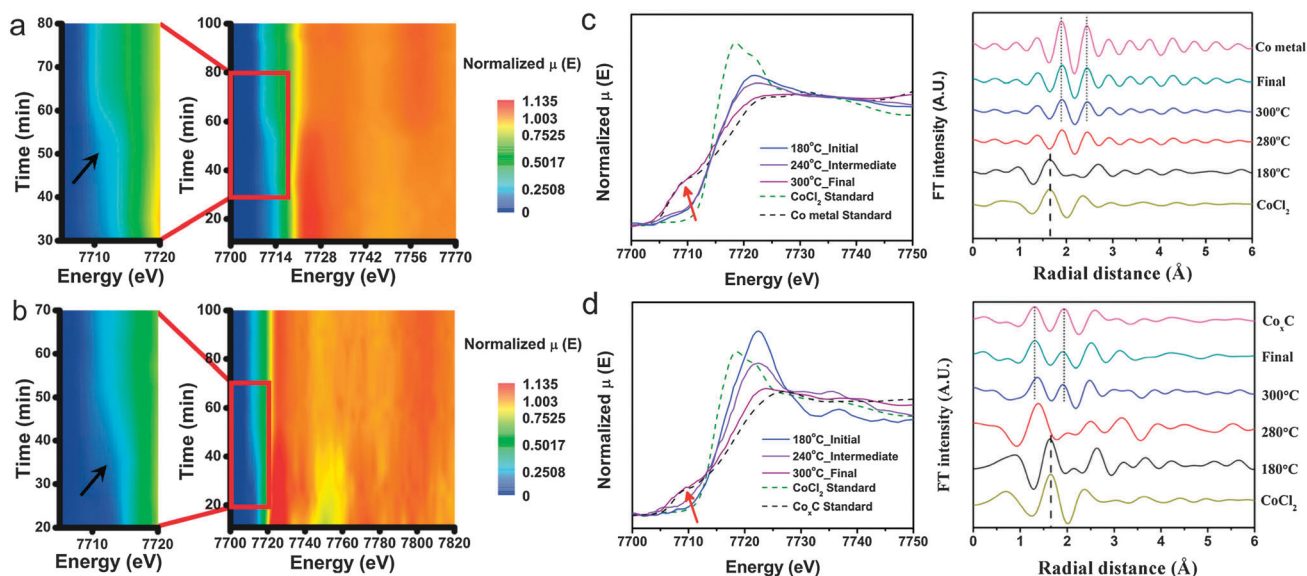 a
Time (min)
80
70
60
50
40
30
7710
7720
Energy (eV)
Time (min)
100
80
60
40
20
7700
7714
7728
7742
7756
7770
Energy (eV)
Normalized µ (E)
1.135
1.003
0.7525
0.5017
0.2508
0
b
Time (min)
70
60
50
40
30
20
7710
7720
Energy (eV)
Time (min)
100
80
60
40
20
7700
7720
7740
7760
7780
7800
7820
Energy (eV)
Normalized µ (E)
1.135
1.003
0.7525
0.5017
0.2508
0
c
Normalized µ (E)
180°C_Initial
240°C_Intermediate
300°C_Final
CoCl₂ Standard
Co metal Standard
7700
7710
7720
7730
7740
7750
Energy (eV)
FT intensity (A.U.)
Co metal
Final
300°C
280°C
180°C
CoCl₂
0
1
2
3
4
5
6
Radial distance (Å)
d
Normalized µ (E)
180°C_Initial
240°C_Intermediate
300°C_Final
CoCl₂ Standard
CoₓC Standard
7700
7710
7720
7730
7740
7750
Energy (eV)
FT intensity (A.U.)
CoₓC
Final
300°C
280°C
180°C
CoCl₂
0
1
2
3
4
5
6
Radial distance (Å)